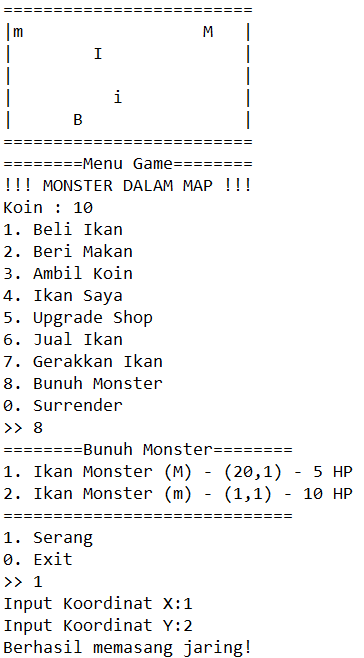 =========================
|m                  M   |
|        I              |
|                       |
|          i            |
|      B                |
=========================
========Menu Game========
!!! MONSTER DALAM MAP !!!
Koin : 10
1. Beli Ikan
2. Beri Makan
3. Ambil Koin
4. Ikan Saya
5. Upgrade Shop
6. Jual Ikan
7. Gerakkan Ikan
8. Bunuh Monster
0. Surrender
>> 8
========Bunuh Monster========
1. Ikan Monster (M) - (20,1) - 5 HP
2. Ikan Monster (m) - (1,1) - 10 HP
=============================
1. Serang
0. Exit
>> 1
Input Koordinat X:1
Input Koordinat Y:2
Berhasil memasang jaring!